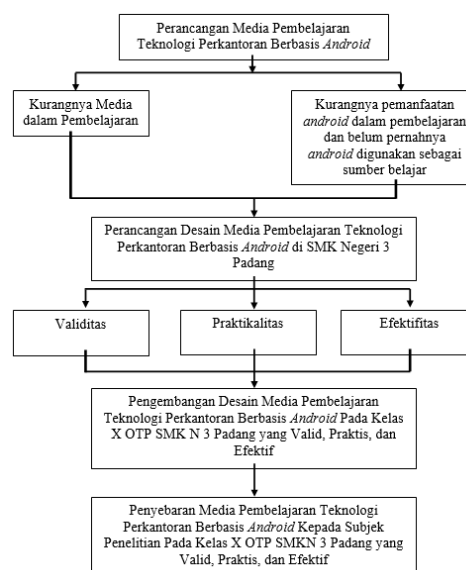 Perancangan Media Pembelajaran
Teknologi Perkantoran Berbasis Android
Kurangnya Media
dalam Pembelajaran
Kurangnya pemanfaatan
android dalam pembelajaran
dan belum pernahnya
android digunakan sebagai
sumber belajar
Perancangan Desain Media Pembelajaran Teknologi
Perkantoran Berbasis Android di SMK Negeri 3
Padang
Validitas
Praktikalitas
Efektifitas
Pengembangan Desain Media Pembelajaran
Teknologi Perkantoran Berbasis Android Pada Kelas
X OTP SMK N 3 Padang yang Valid, Praktis, dan
Efektif
Penyebaran Media Pembelajaran Teknologi
Perkantoran Berbasis Android Kepada Subjek
Penelitian Pada Kelas X OTP SMKN 3 Padang yang
Valid, Praktis, dan Efektif